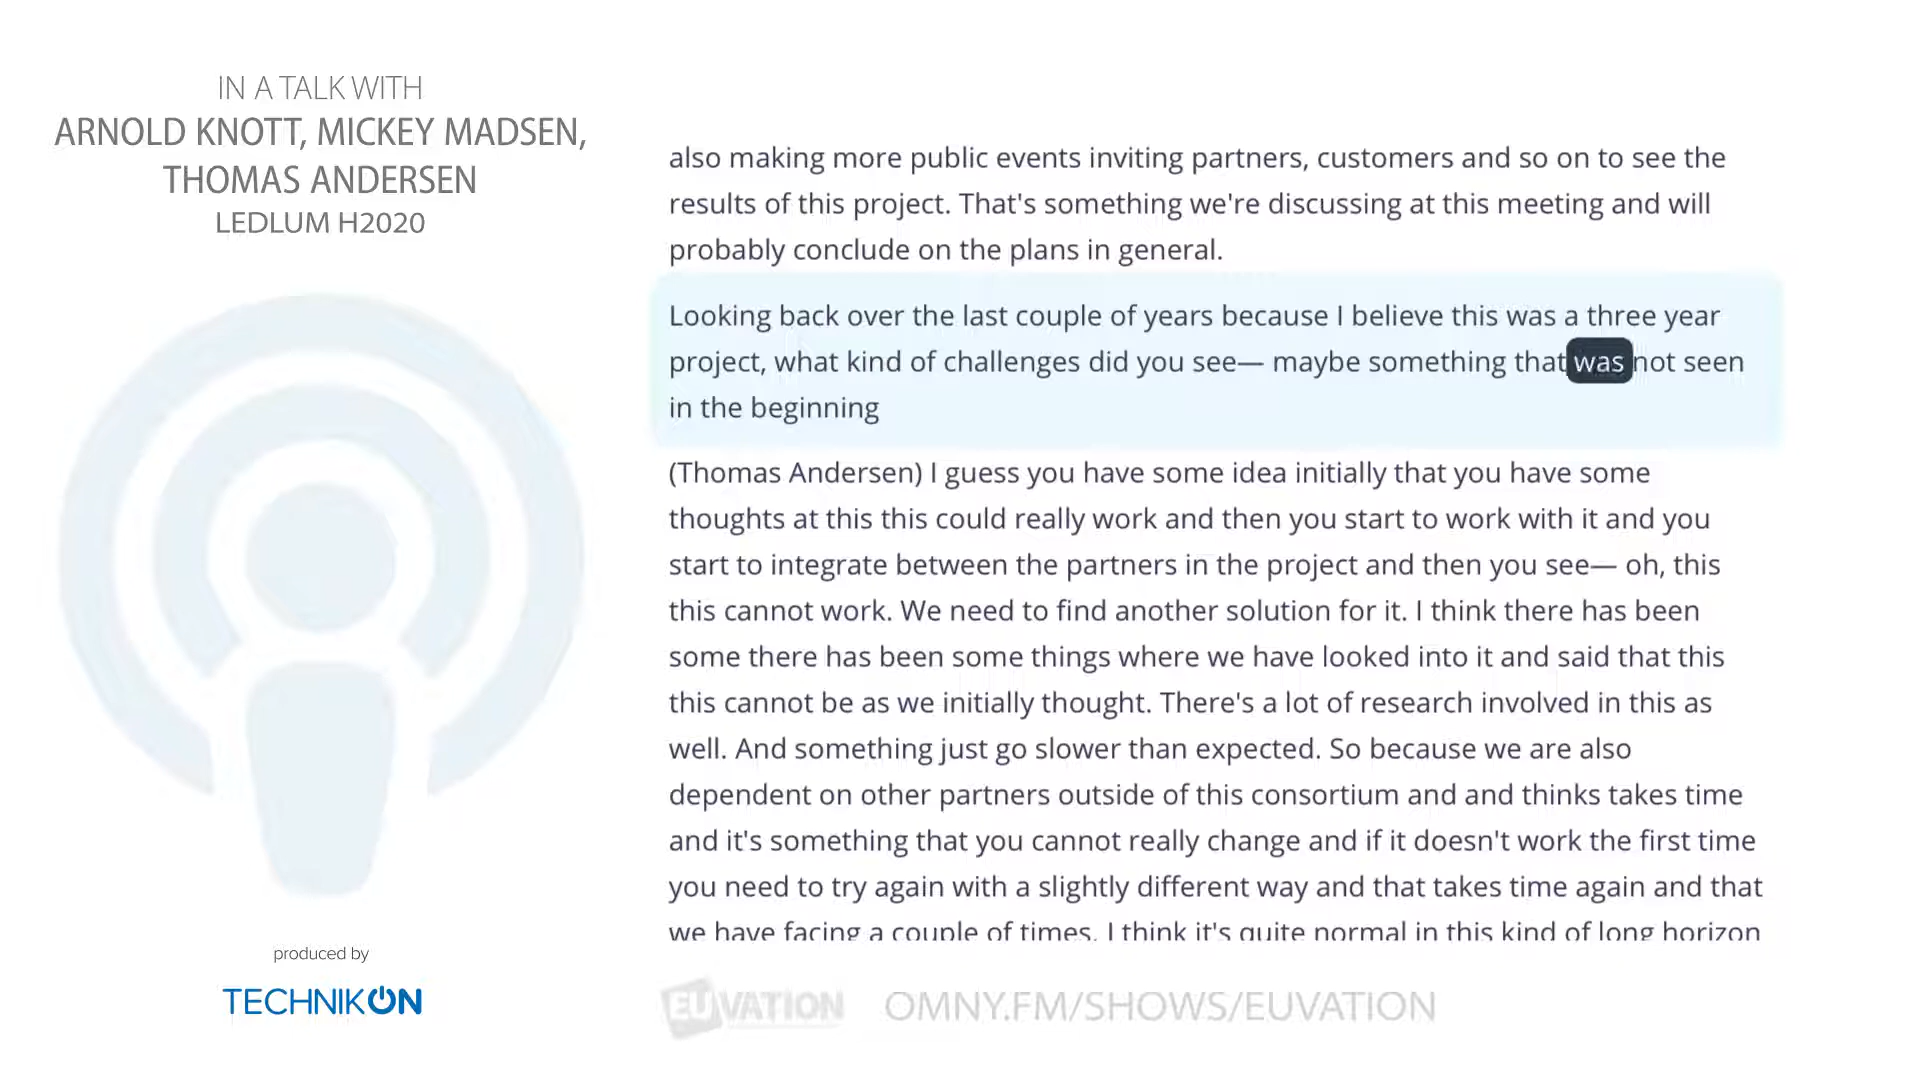 IN A TALK WITH
ARNOLD KNOTT, MICKEY MADSEN,
THOMAS ANDERSEN
LEDLUM H2020
also making more public events inviting partners, customers and so on to see the
results of this project. That's something we're discussing at this meeting and will
probably conclude on the plans in general.
Looking back over the last couple of years because I believe this was a three year
project, what kind of challenges did you see— maybe something that was not seen
in the beginning
(Thomas Andersen) I guess you have some idea initially that you have some
thoughts at this this could really work and then you start to work with it and you
start to integrate between the partners in the project and then you see— oh, this
this cannot work. We need to find another solution for it. I think there has been
some there has been some things where we have looked into it and said that this
this cannot be as we initially thought. There's a lot of research involved in this as
well. And something just go slower than expected. So because we are also
dependent on other partners outside of this consortium and and thinks takes time
and it's something that you cannot really change and if it doesn't work the first time
you need to try again with a slightly different way and that takes time again and that
we have facing a couple of times. I think it's quite normal in this kind of long horizon
produced by
TECHNIKON
EUVATION OMNY.FM/SHOWS/EUVATION